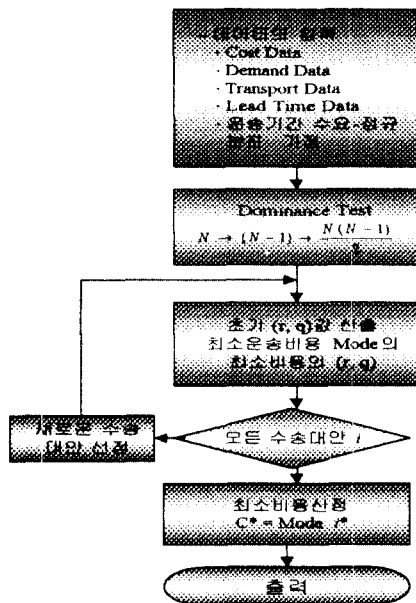 - 데이터의 입력
· Cost Data
· Demand Data
· Transport Data
· Lead Time Data
· 운송기간 수요-정규
분포 가정
Dominance Test
N → (N - 1) → N (N - 1) / 2
초기 (r, q)값 산출
최소운송비용 Mode의
최소비용의 (r, q)
새로운 수송
대안 선정
모든 수송대안 i
최소비용산정
C* = Mode i*
출력